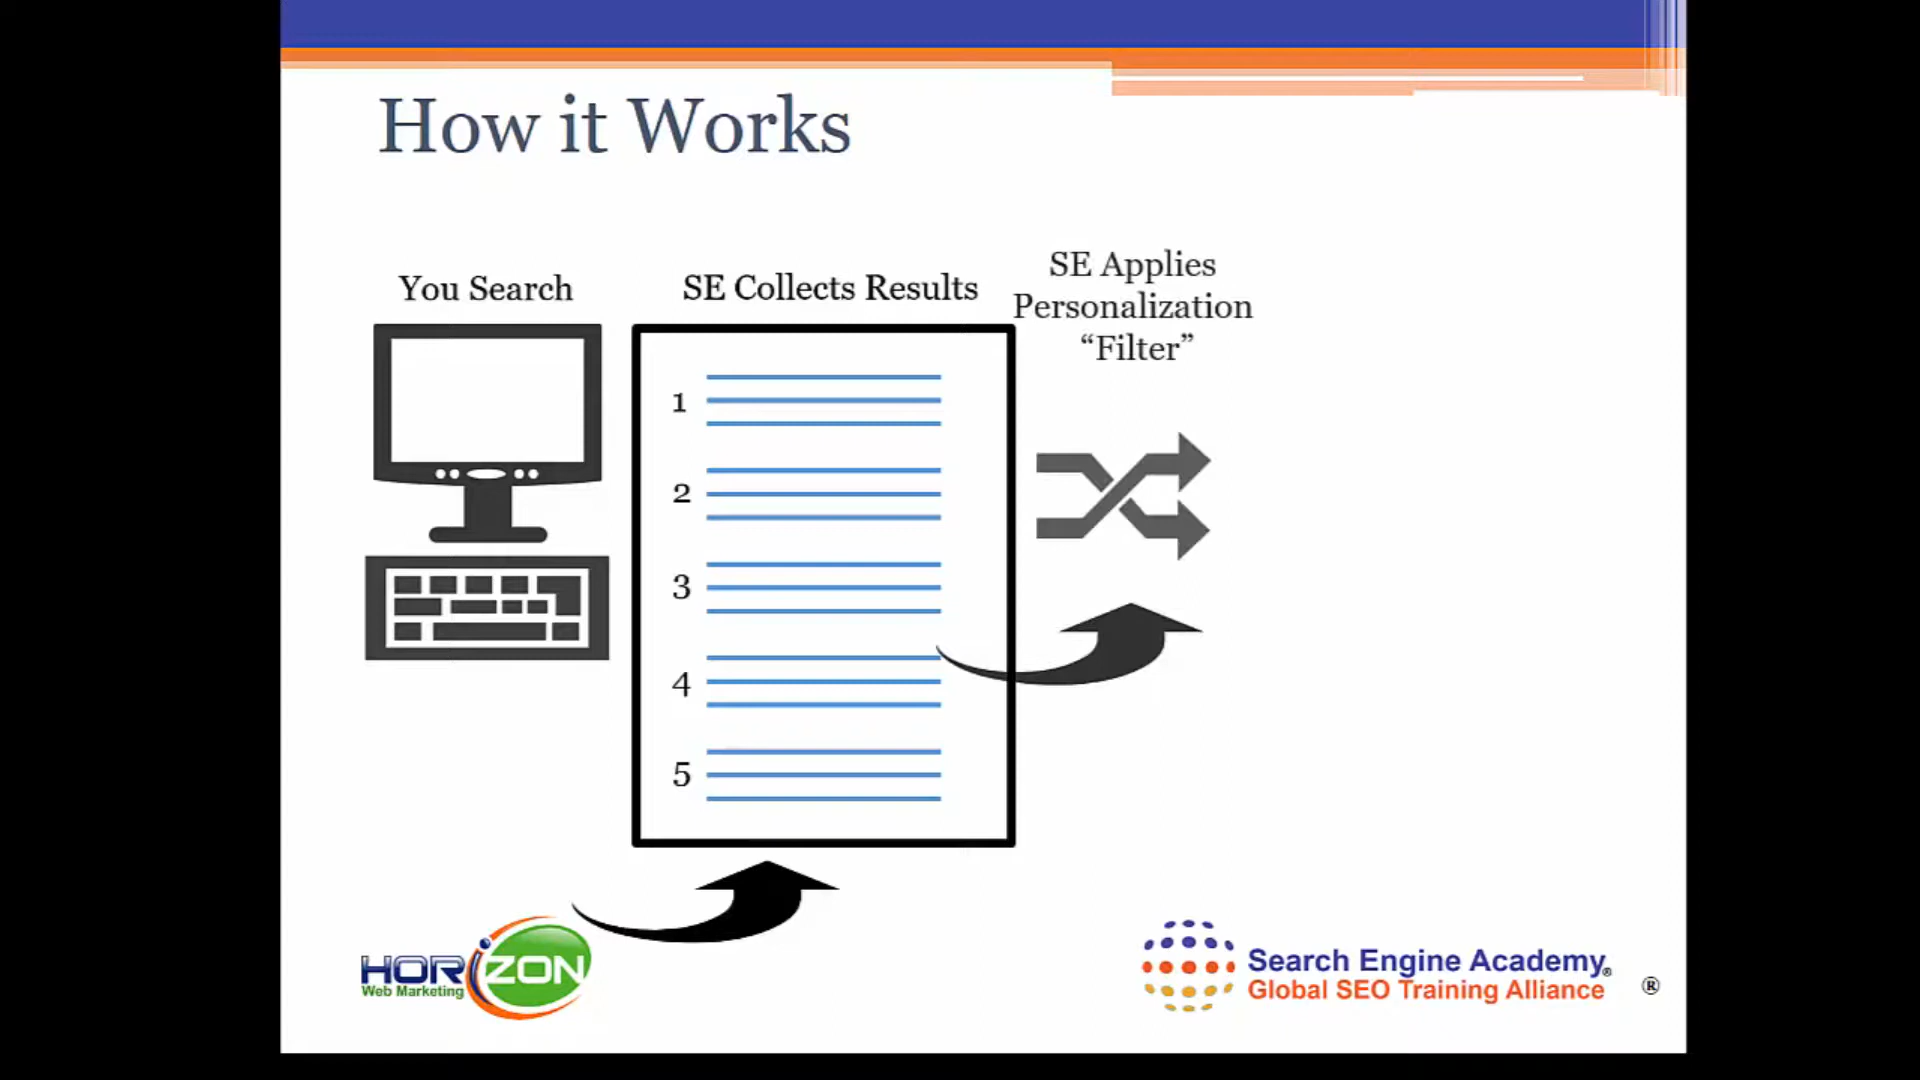 How it Works
You Search
SE Collects Results
SE Applies
Personalization
“Filter”
1
2
3
4
5
HORiZON
Web Marketing
Search Engine Academy®
Global SEO Training Alliance
®